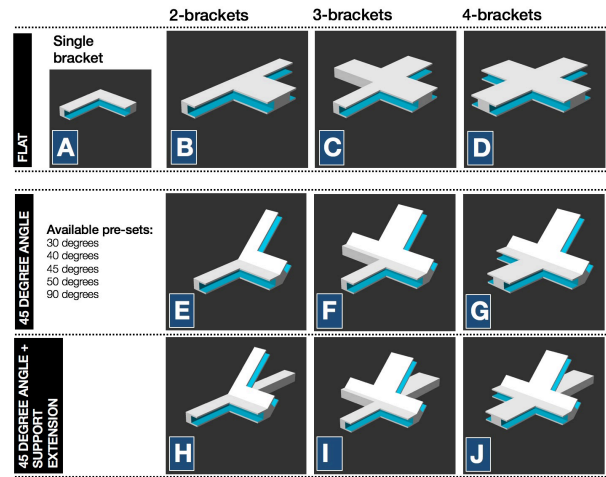 2-brackets
3-brackets
4-brackets
FLAT
Single
bracket
A
B
C
D
45 DEGREE ANGLE
Available pre-sets:
30 degrees
40 degrees
45 degrees
50 degrees
90 degrees
E
F
G
45 DEGREE ANGLE +
SUPPORT
EXTENSION
H
I
J